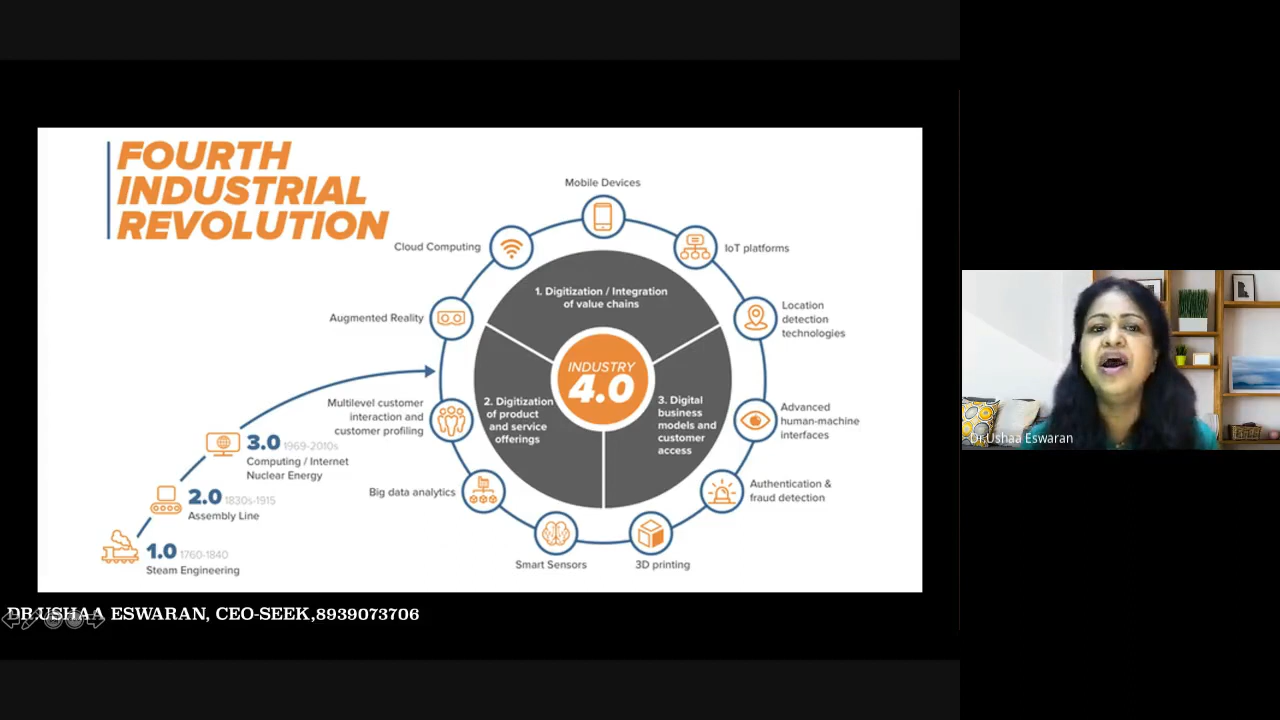 FOURTH
INDUSTRIAL
REVOLUTION
Mobile Devices
Cloud Computing
IoT platforms
Augmented Reality
Location
detection
technologies
Multilevel customer
interaction and
customer profiling
Advanced
human-machine
interfaces
Big data analytics
Authentication &
fraud detection
Smart Sensors
3D printing
1. Digitization / Integration
of value chains
2. Digitization
of product
and service
offerings
3. Digital
business
models and
customer
access
INDUSTRY
4.0
3.0 1969-2010s
Computing / Internet
Nuclear Energy
2.0 1830s-1915
Assembly Line
1.0 1760-1840
Steam Engineering
DR.USHAA ESWARAN, CEO-SEEK,8939073706
Dr.Ushaa Eswaran